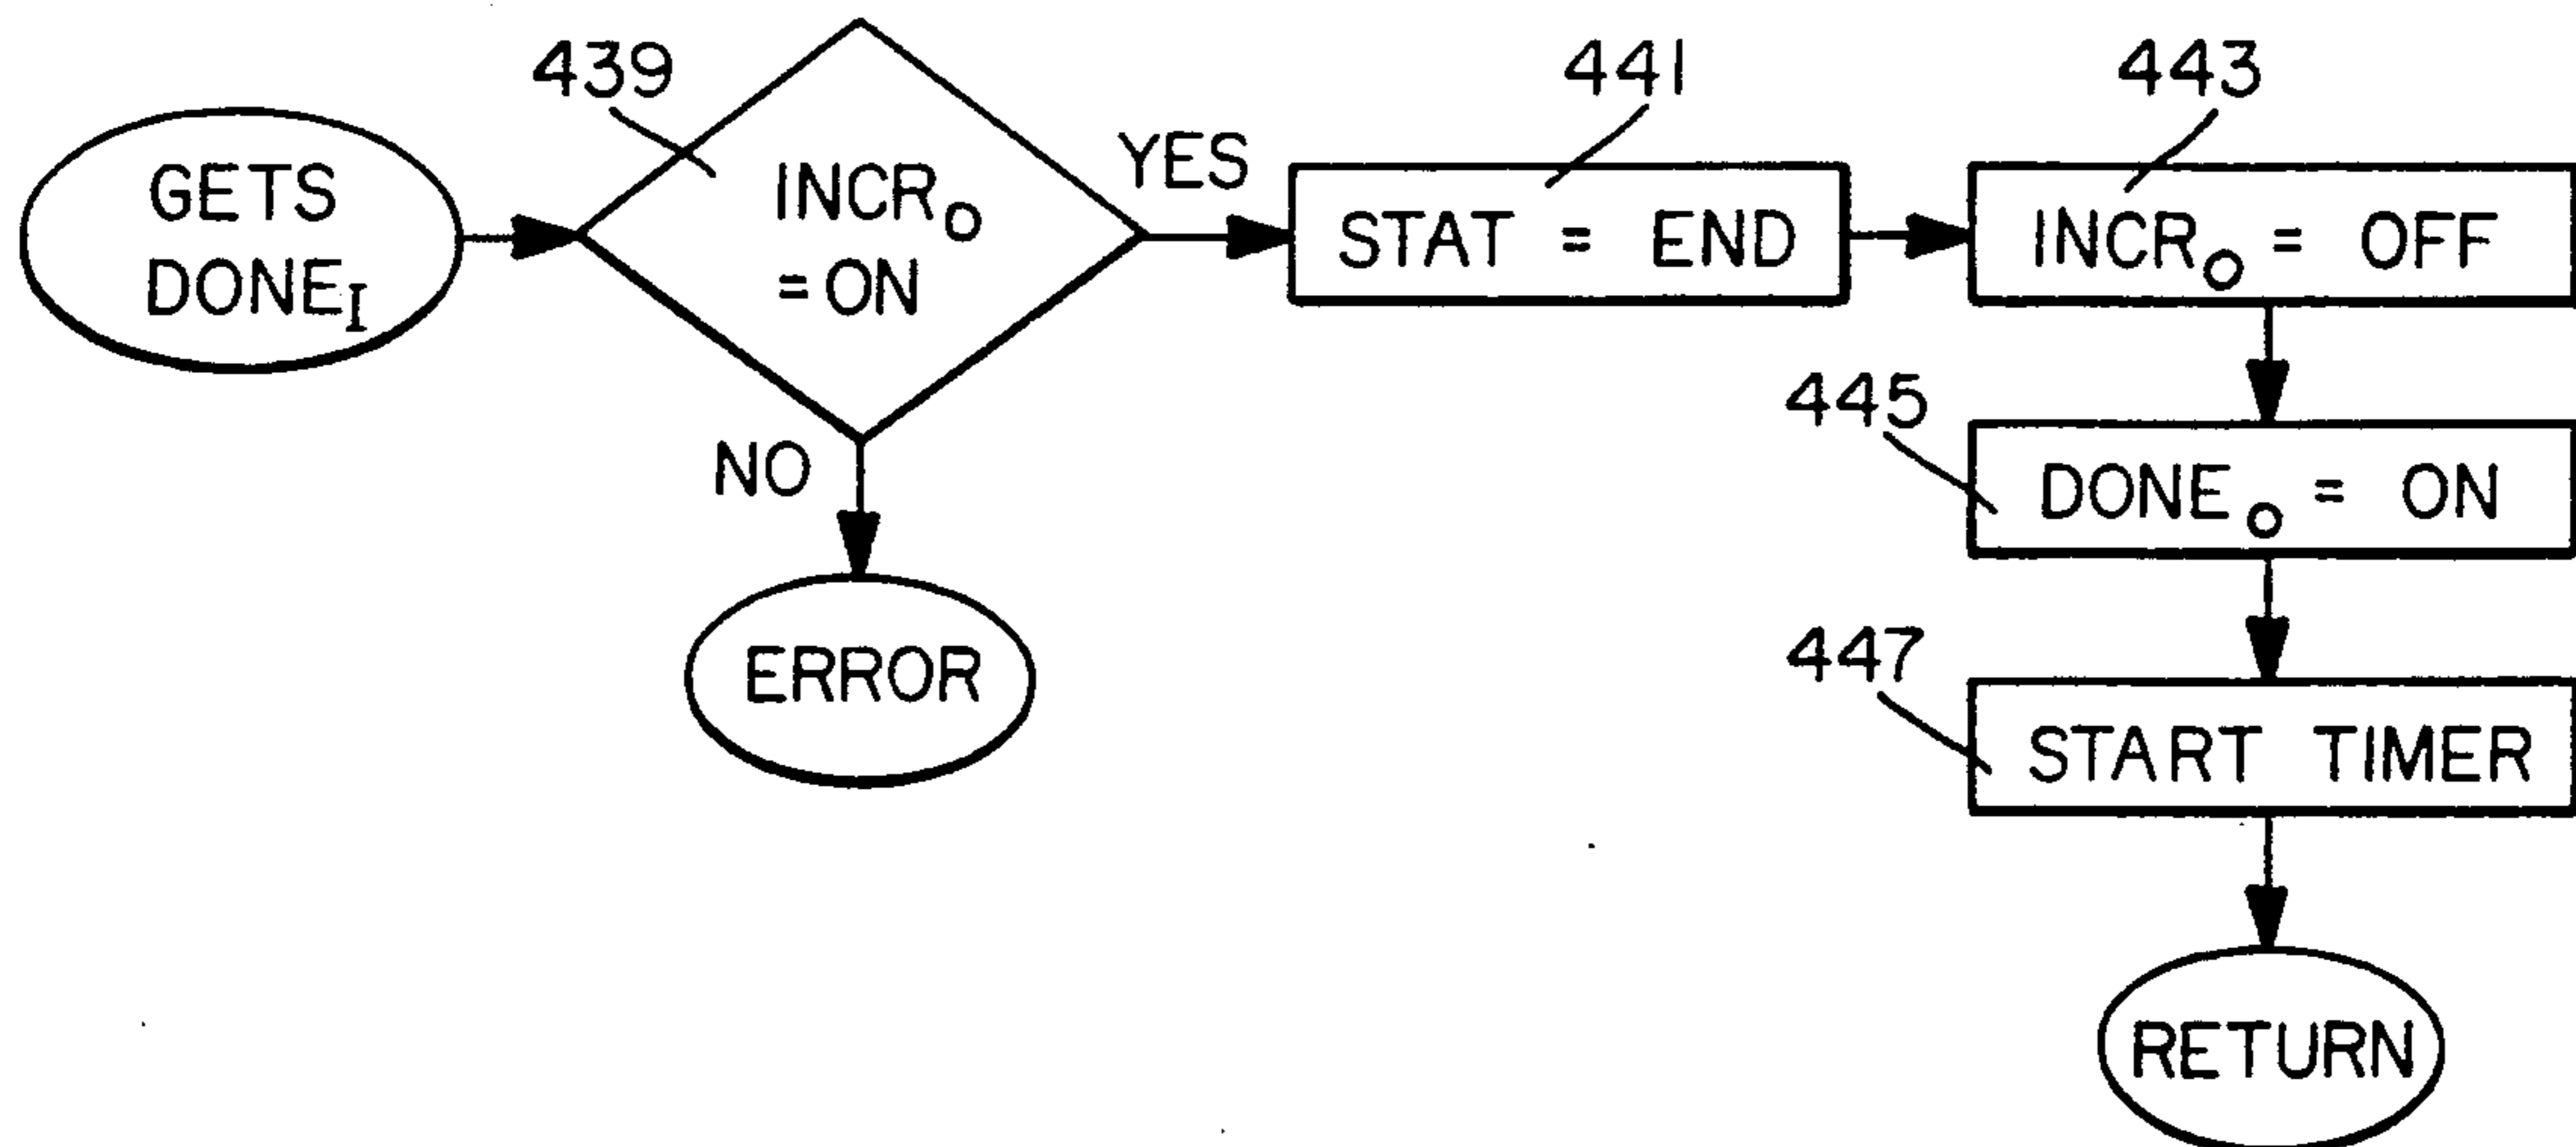 439
GETS
DONE_I
INCR_O
= ON
YES
NO
ERROR
441
STAT = END
443
INCR_O = OFF
445
DONE_O = ON
447
START TIMER
RETURN